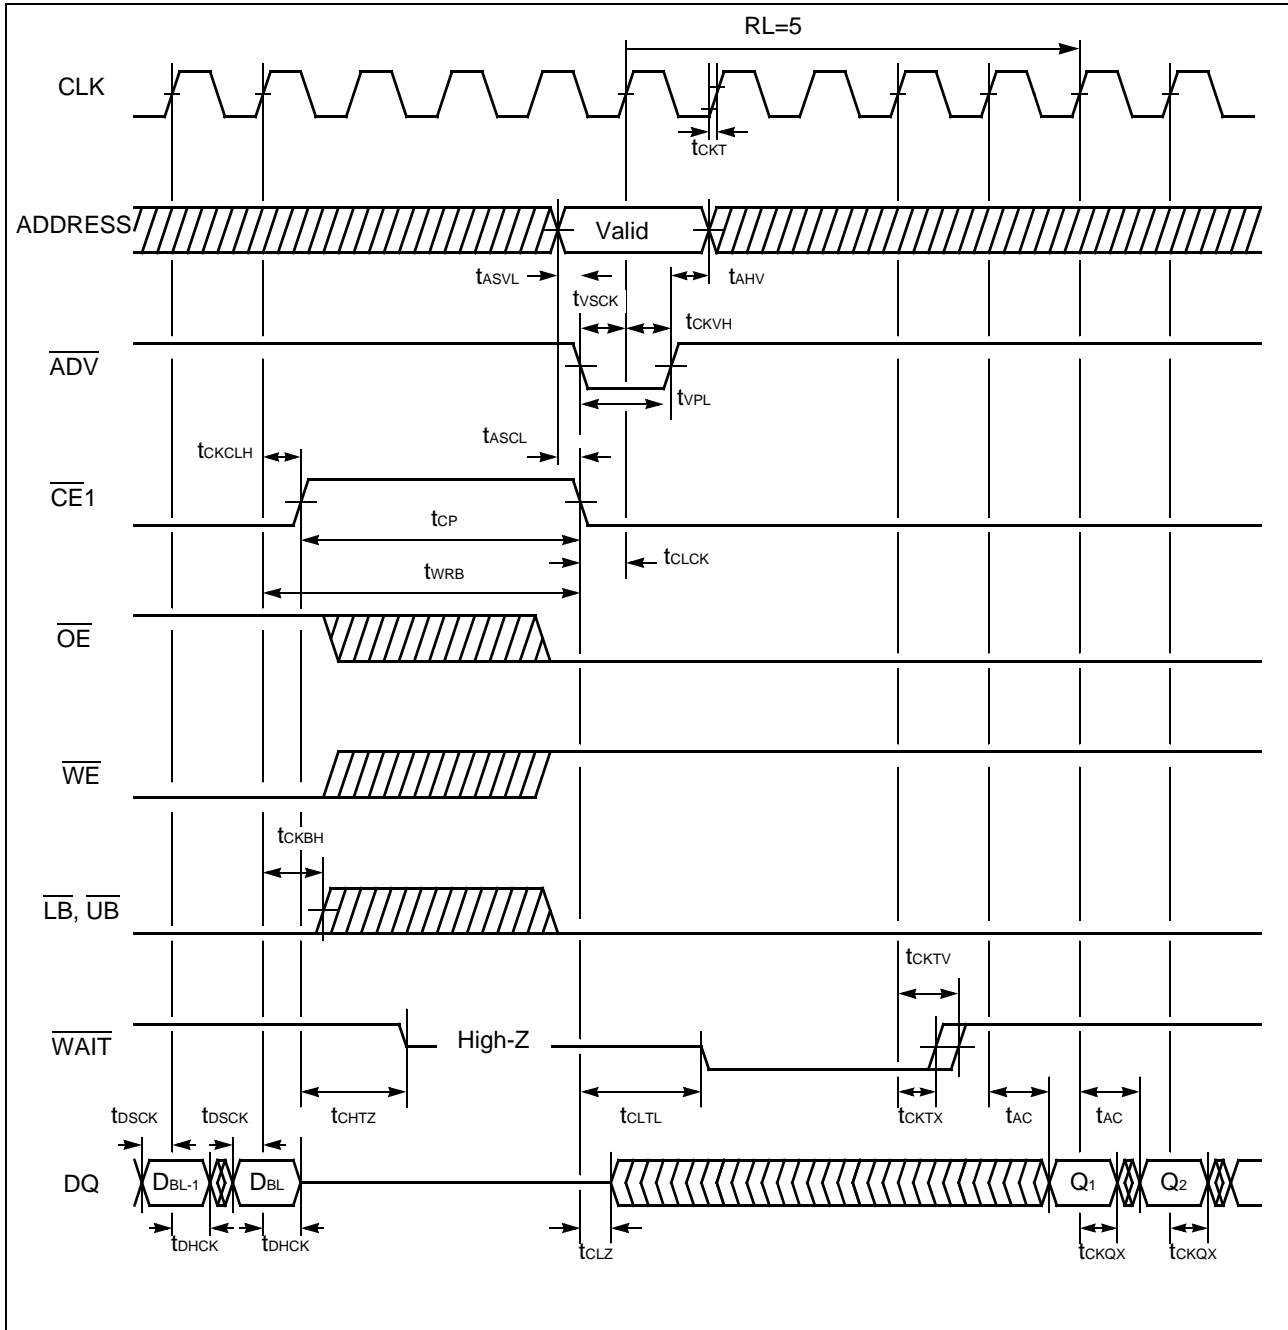 RL=5
CLK
tCKT
ADDRESS
Valid
tASVL
tAHV
tVSCK
tCKVH
ADV
tVPL
tASCL
tCKCLH
CE1
tCP
tCLCK
tWRB
OE
WE
tCKBH
LB, UB
tCKTV
WAIT
High-Z
tDSCK
tDSCK
tCHTZ
tCLTL
tCKTX
tAC
tAC
DQ
DBL-1
DBL
Q1
Q2
tDHCK
tDHCK
tCLZ
tCKQX
tCKQX